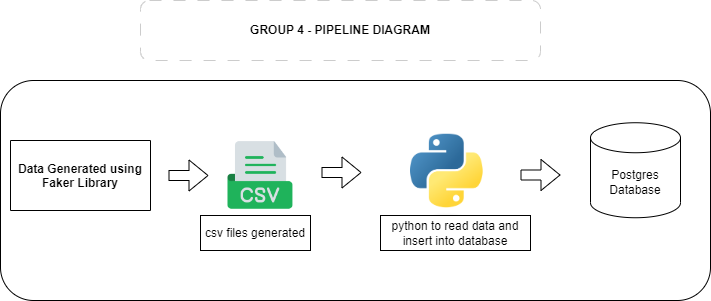 GROUP 4 - PIPELINE DIAGRAM
Data Generated using
Faker Library
CSV
csv files generated
python to read data and
insert into database
Postgres
Database